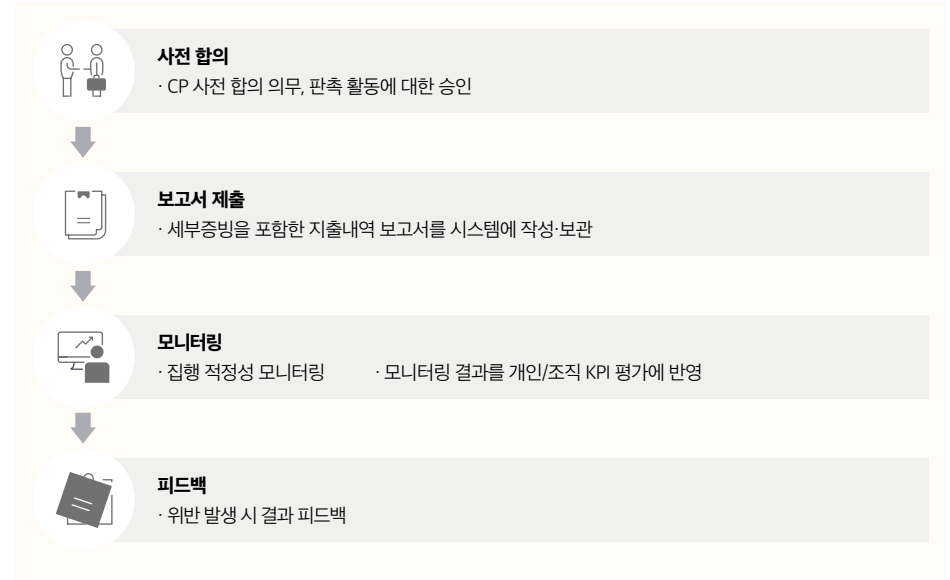 사전 합의
· CP 사전 합의 의무, 판촉 활동에 대한 승인
보고서 제출
· 세부증빙을 포함한 지출내역 보고서를 시스템에 작성·보관
모니터링
· 집행 적정성 모니터링 · 모니터링 결과를 개인/조직 KPI 평가에 반영
피드백
· 위반 발생 시 결과 피드백